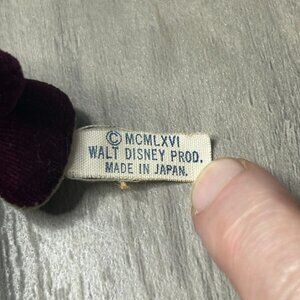 © MCMLXVI
WALT DISNEY PROD.
MADE IN JAPAN.